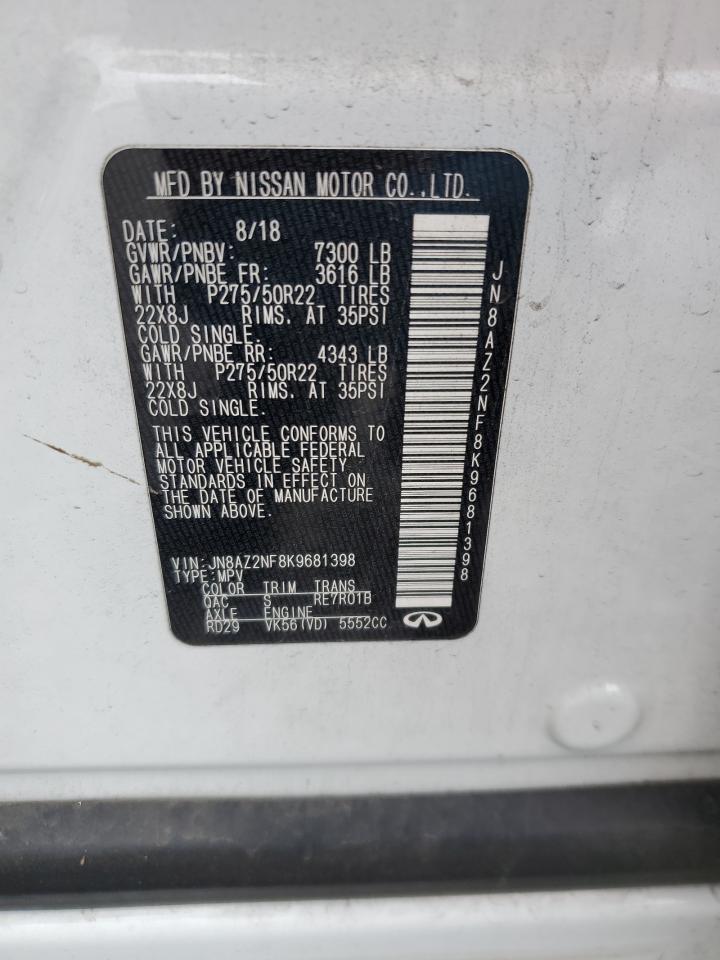 MFD BY NISSAN MOTOR CO.,LTD.
DATE: 8/18
GVWR/PNBV: 7300 LB
GAWR/PNBE FR: 3616 LB
WITH P275/50R22 TIRES
22X8J RIMS. AT 35PSI
COLD SINGLE.
GAWR/PNBE RR: 4343 LB
WITH P275/50R22 TIRES
22X8J RIMS. AT 35PSI
COLD SINGLE.
THIS VEHICLE CONFORMS TO
ALL APPLICABLE FEDERAL
MOTOR VEHICLE SAFETY
STANDARDS IN EFFECT ON
THE DATE OF MANUFACTURE
SHOWN ABOVE.
VIN:JN8AZ2NF8K9681398
TYPE:MPV
COLOR TRIM TRANS
QAC S RE7R01B
AXLE ENGINE
RD29 VK56(VD) 5552CC
JN8AZ2NF8K9681398